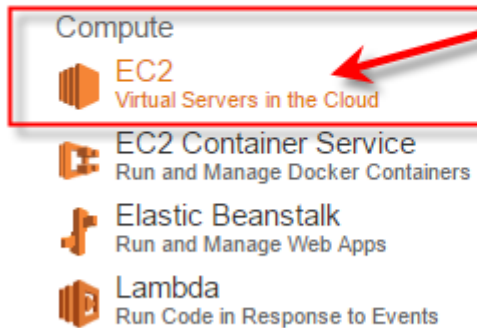 Compute
EC2
Virtual Servers in the Cloud
EC2 Container Service
Run and Manage Docker Containers
Elastic Beanstalk
Run and Manage Web Apps
Lambda
Run Code in Response to Events